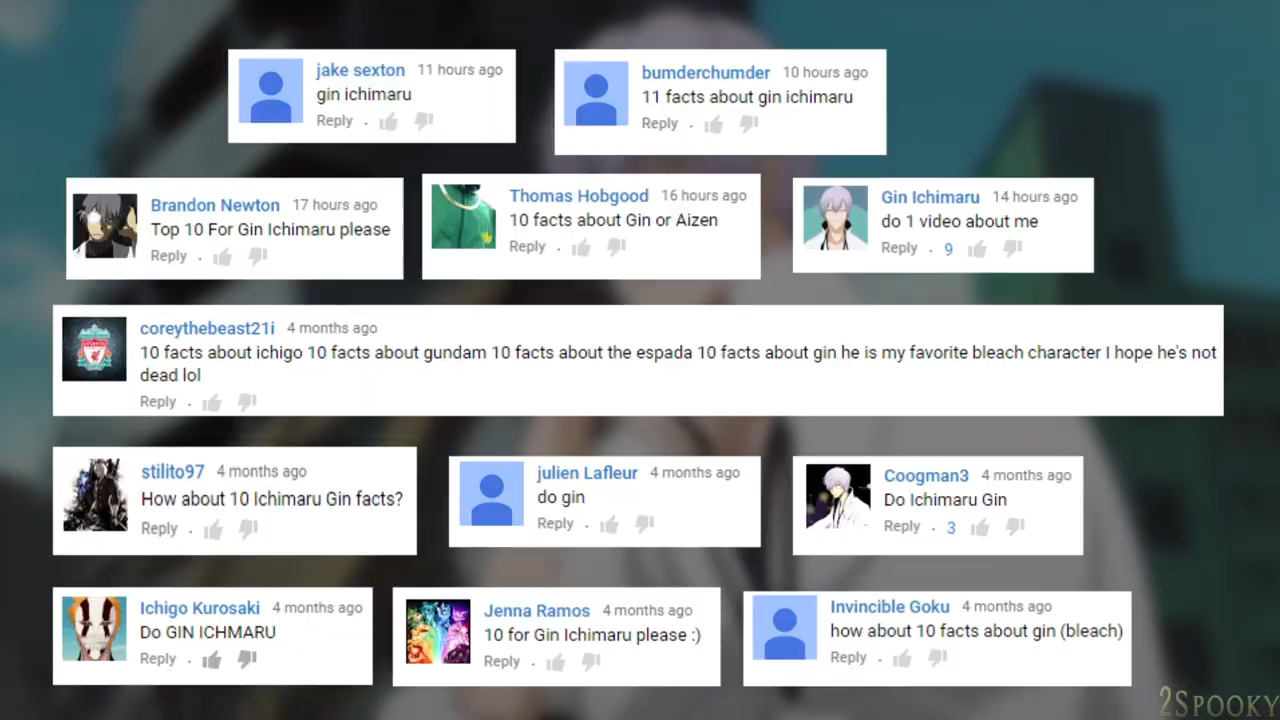 jake sexton 11 hours ago
gin ichimaru
Reply .
bumderchumder 10 hours ago
11 facts about gin ichimaru
Reply .
Brandon Newton 17 hours ago
Top 10 For Gin Ichimaru please
Reply .
Thomas Hobgood 16 hours ago
10 facts about Gin or Aizen
Reply .
Gin Ichimaru 14 hours ago
do 1 video about me
Reply . 9
coreythebeast21i 4 months ago
10 facts about ichigo 10 facts about gundam 10 facts about the espada 10 facts about gin he is my favorite bleach character I hope he's not
dead lol
Reply .
stilito97 4 months ago
How about 10 Ichimaru Gin facts?
Reply .
julien Lafleur 4 months ago
do gin
Reply .
Coogman3 4 months ago
Do Ichimaru Gin
Reply . 3
Ichigo Kurosaki 4 months ago
Do GIN ICHMARU
Reply .
Jenna Ramos 4 months ago
10 for Gin Ichimaru please :)
Reply .
Invincible Goku 4 months ago
how about 10 facts about gin (bleach)
Reply .
2SPOOKY